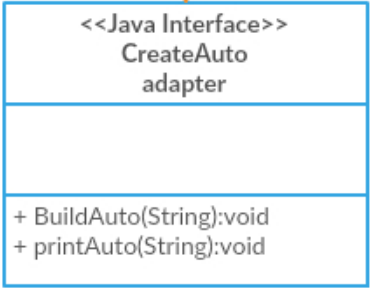 <<Java Interface>>
CreateAuto
adapter
+ BuildAuto(String):void
+ printAuto(String):void